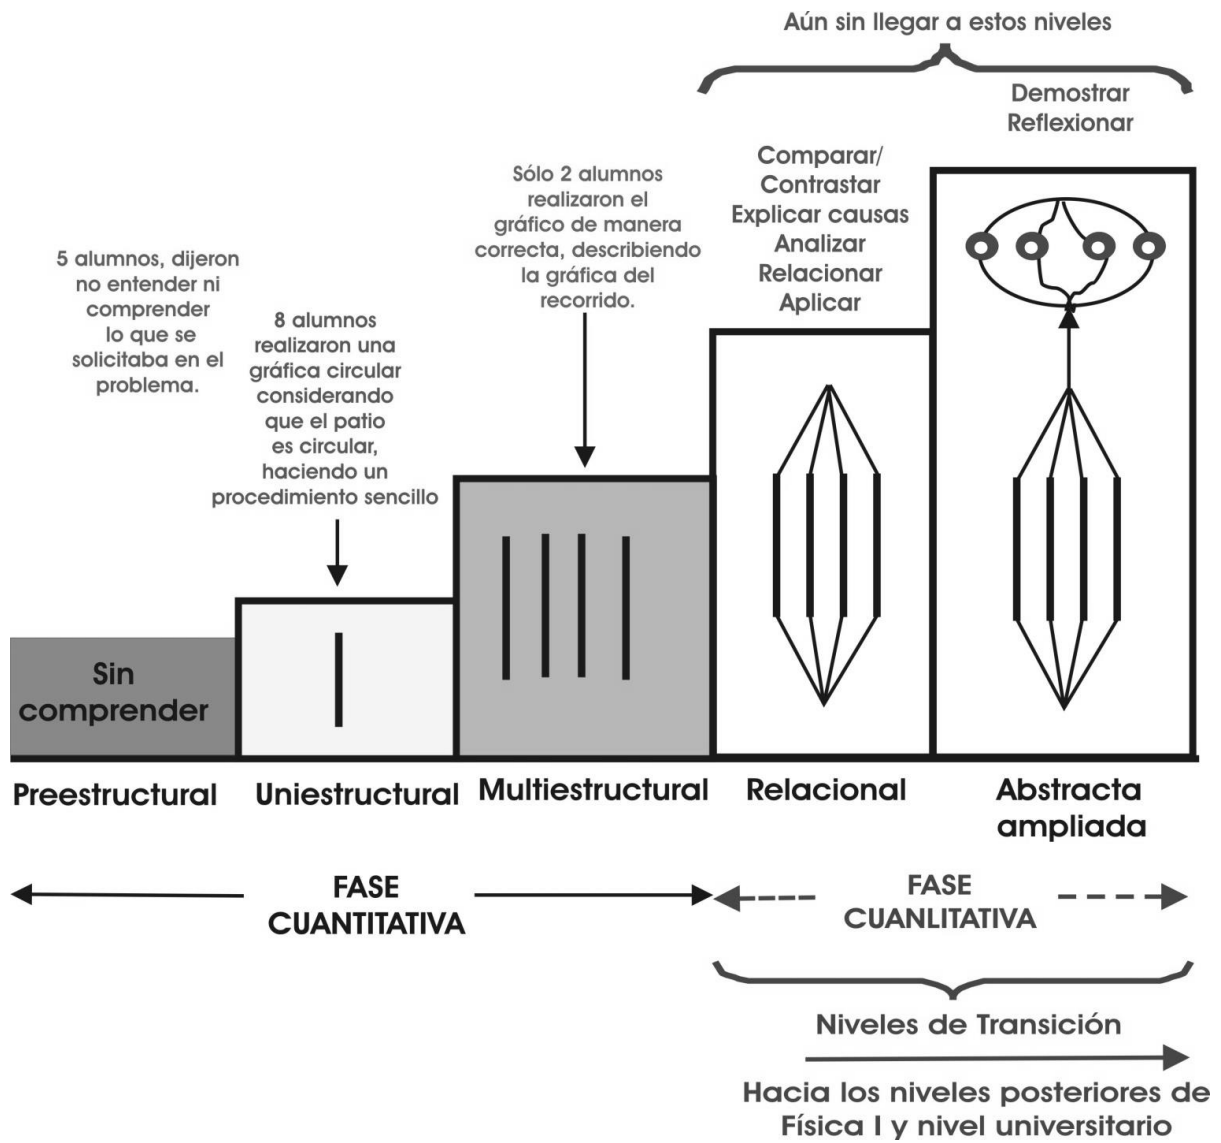 Aún sin llegar a estos niveles
Demostrar
Reflexionar
Comparar/
Contrastar
Explicar causas
Analizar
Relacionar
Aplicar
Sólo 2 alumnos
realizaron el
gráfico de manera
correcta, describiendo
la gráfica del
recorrido.
5 alumnos, dijeron
no entender ni
comprender
lo que se
solicitaba en el
problema.
8 alumnos
realizaron una
gráfica circular
considerando
que el patio
es circular,
haciendo un
procedimiento sencillo
Sin
comprender
Preestructural
Uniestructural
Multiestructural
Relacional
Abstracta
ampliada
FASE
CUANTITATIVA
FASE
CUANLITATIVA
Niveles de Transición
Hacia los niveles posteriores de
Física I y nivel universitario